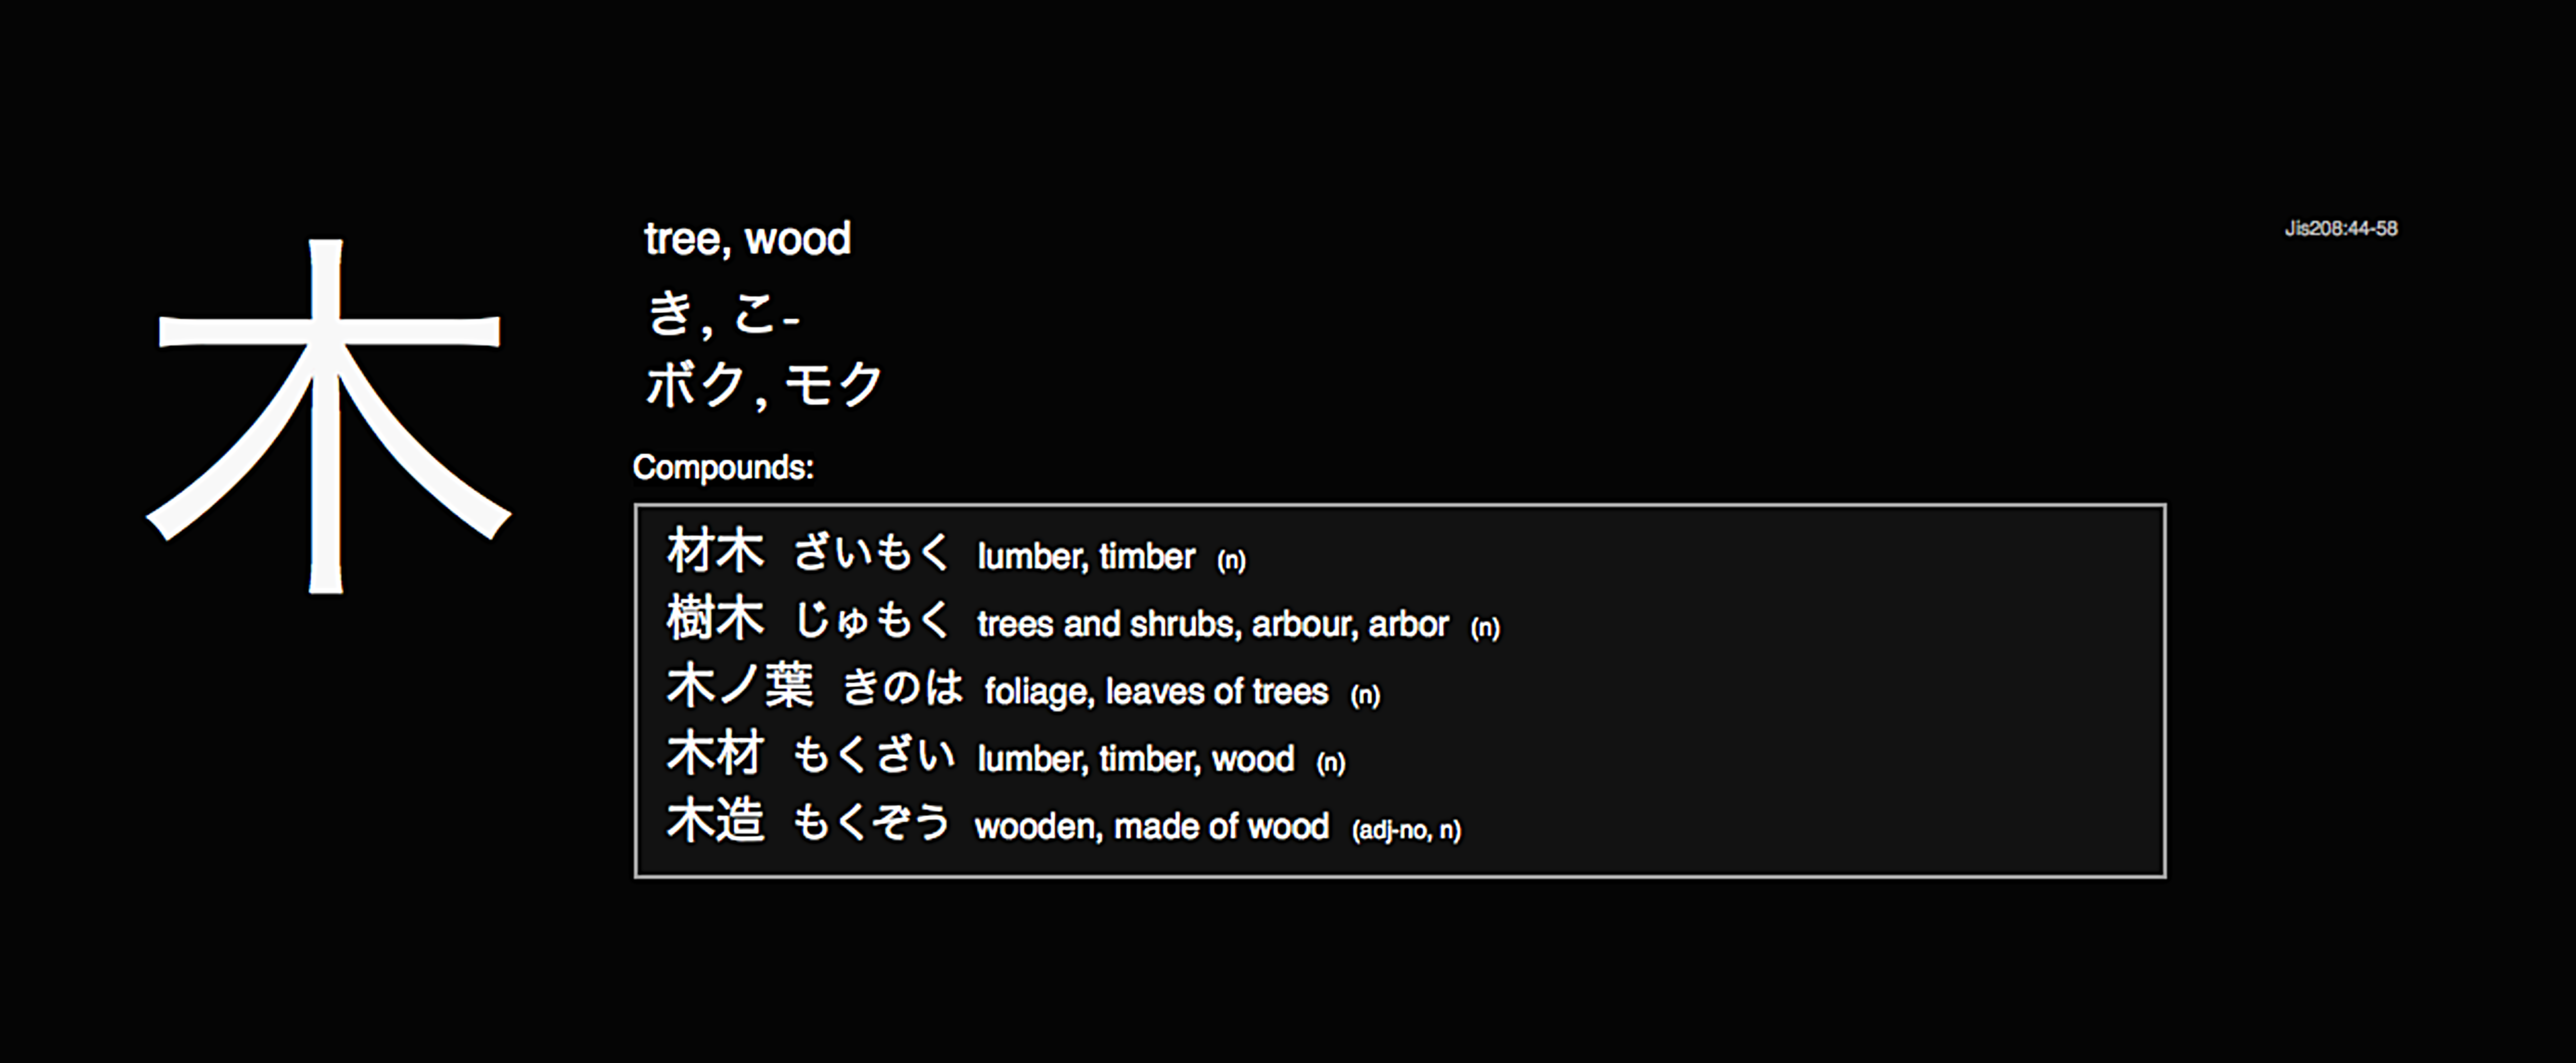 木
tree, wood
Jis208:44-58
き, こ-
ボク, モク
Compounds:
材木 ざいもく lumber, timber (n)
樹木 じゅもく trees and shrubs, arbour, arbor (n)
木ノ葉 きのは foliage, leaves of trees (n)
木材 もくざい lumber, timber, wood (n)
木造 もくぞう wooden, made of wood (adj-no, n)